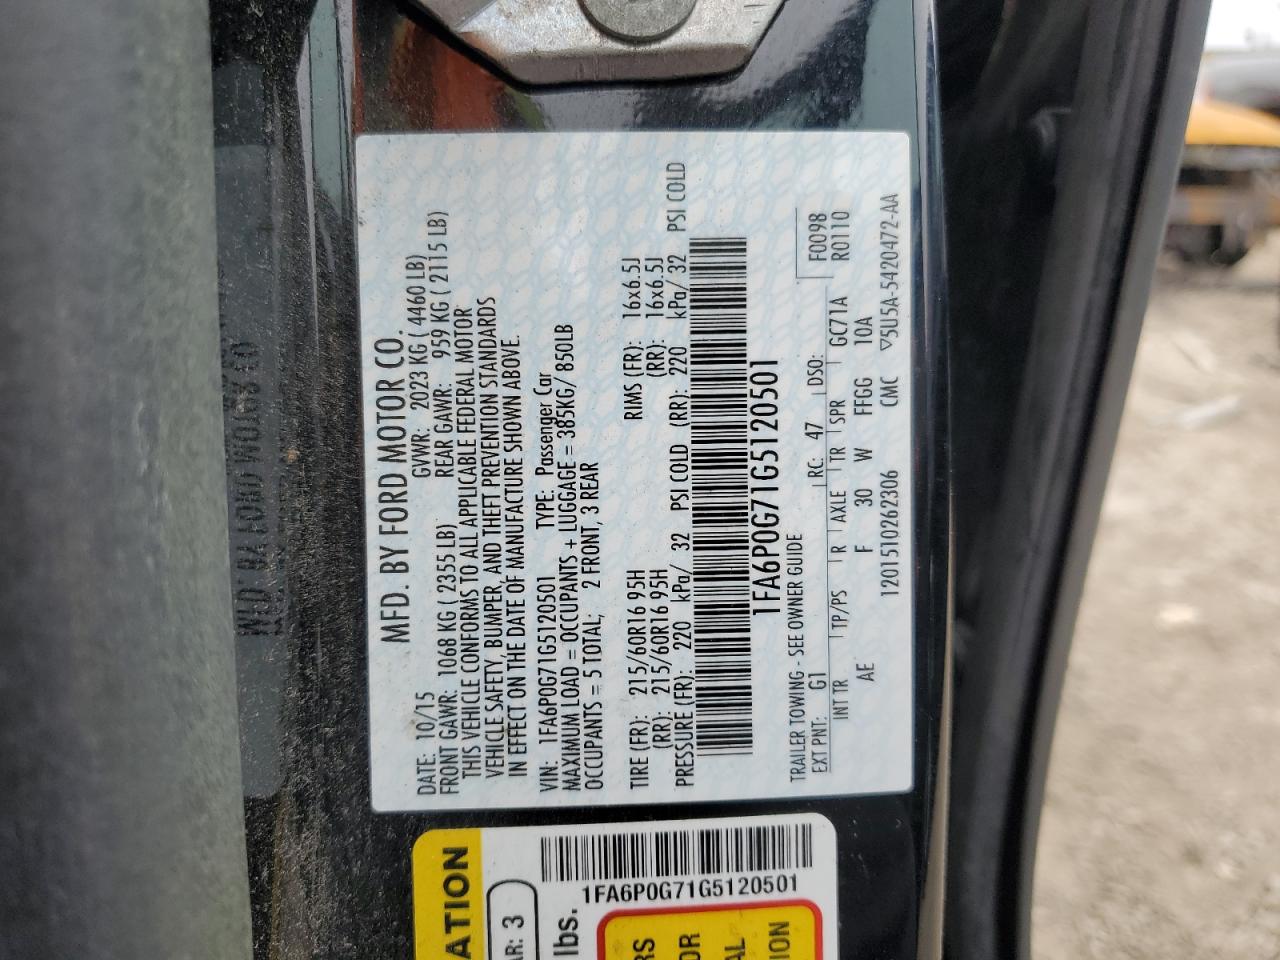 MFD. BY FORD MOTOR CO.
DATE: 10/15 GVWR: 2023 KG ( 4460 LB)
FRONT GAWR: 1068 KG ( 2355 LB) REAR GAWR: 959 KG ( 2115 LB)
THIS VEHICLE CONFORMS TO ALL APPLICABLE FEDERAL MOTOR
VEHICLE SAFETY, BUMPER, AND THEFT PREVENTION STANDARDS
IN EFFECT ON THE DATE OF MANUFACTURE SHOWN ABOVE.
VIN: 1FA6P0G71G5120501 TYPE: Passenger Car
MAXIMUM LOAD = OCCUPANTS + LUGGAGE = 385KG/ 850LB
OCCUPANTS = 5 TOTAL; 2 FRONT, 3 REAR
TIRE (FR): 215/60R16 95H RIMS (FR): 16x6.5J
(RR): 215/60R16 95H (RR): 16x6.5J
PRESSURE (FR): 220 kPa/ 32 PSI COLD (RR): 220 kPa/ 32 PSI COLD
1FA6P0G71G5120501
TRAILER TOWING - SEE OWNER GUIDE
EXT PNT: G1 RC: 47 DSO: F0098
INT TR TP/PS R AXLE TR SPR GC71A R0110
AE F 30 W FFGG 10A
1201510262306 CMC ▽5U5A-5420472-AA
ATION
AR: 3
lbs.
1FA6P0G71G5120501
RS
OR
AL
ION